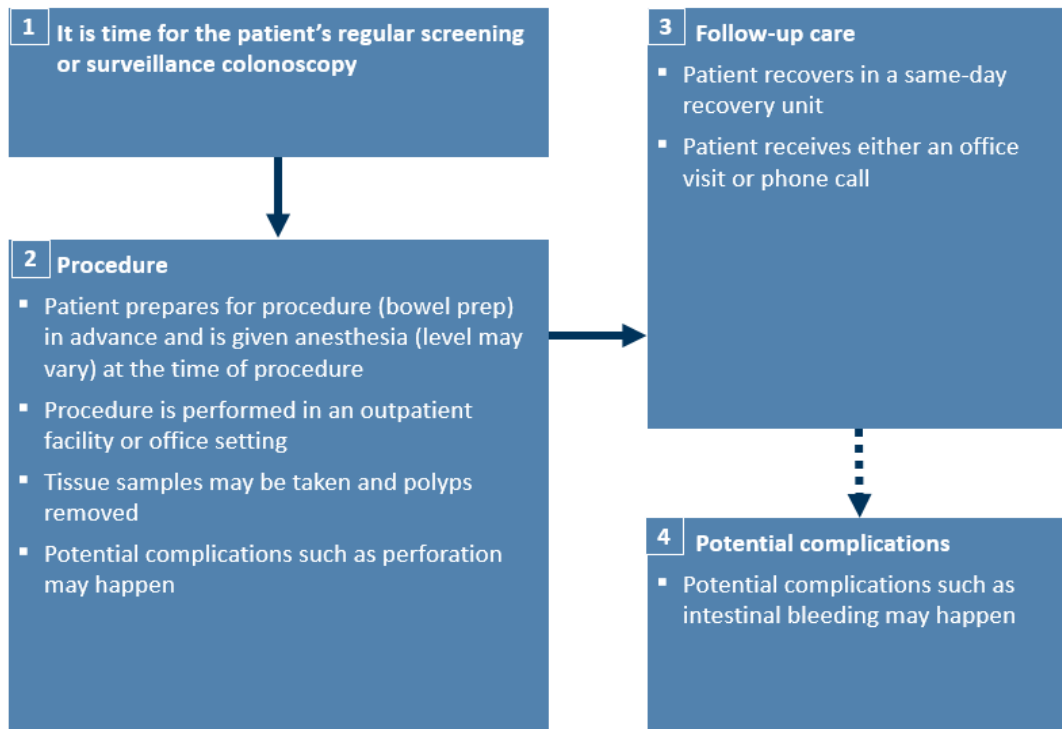 1 It is time for the patient’s regular screening
or surveillance colonoscopy
2 Procedure
▪ Patient prepares for procedure (bowel prep)
in advance and is given anesthesia (level may
vary) at the time of procedure
▪ Procedure is performed in an outpatient
facility or office setting
▪ Tissue samples may be taken and polyps
removed
▪ Potential complications such as perforation
may happen
3 Follow-up care
▪ Patient recovers in a same-day
recovery unit
▪ Patient receives either an office
visit or phone call
4 Potential complications
▪ Potential complications such as
intestinal bleeding may happen